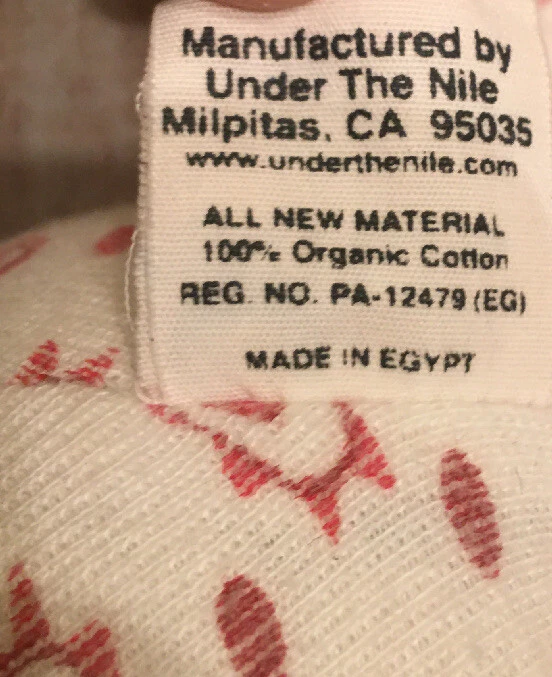 Manufactured by
Under The Nile
Milpitas, CA 95035
www.underthenile.com
ALL NEW MATERIAL
100% Organic Cotton
REG. NO. PA-12479 (EG)
MADE IN EGYPT